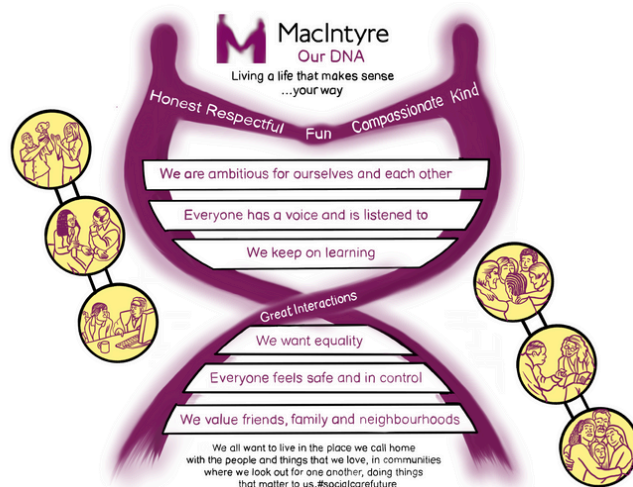 MacIntyre
Our DNA
Living a life that makes sense
...your way
Honest Respectful Fun Compassionate Kind
We are ambitious for ourselves and each other
Everyone has a voice and is listened to
We keep on learning
Great Interactions
We want equality
Everyone feels safe and in control
We value friends, family and neighbourhoods
We all want to live in the place we call home
with the people and things that we love, in communities
where we look out for one another, doing things
that matter to us.#socialcarefuture